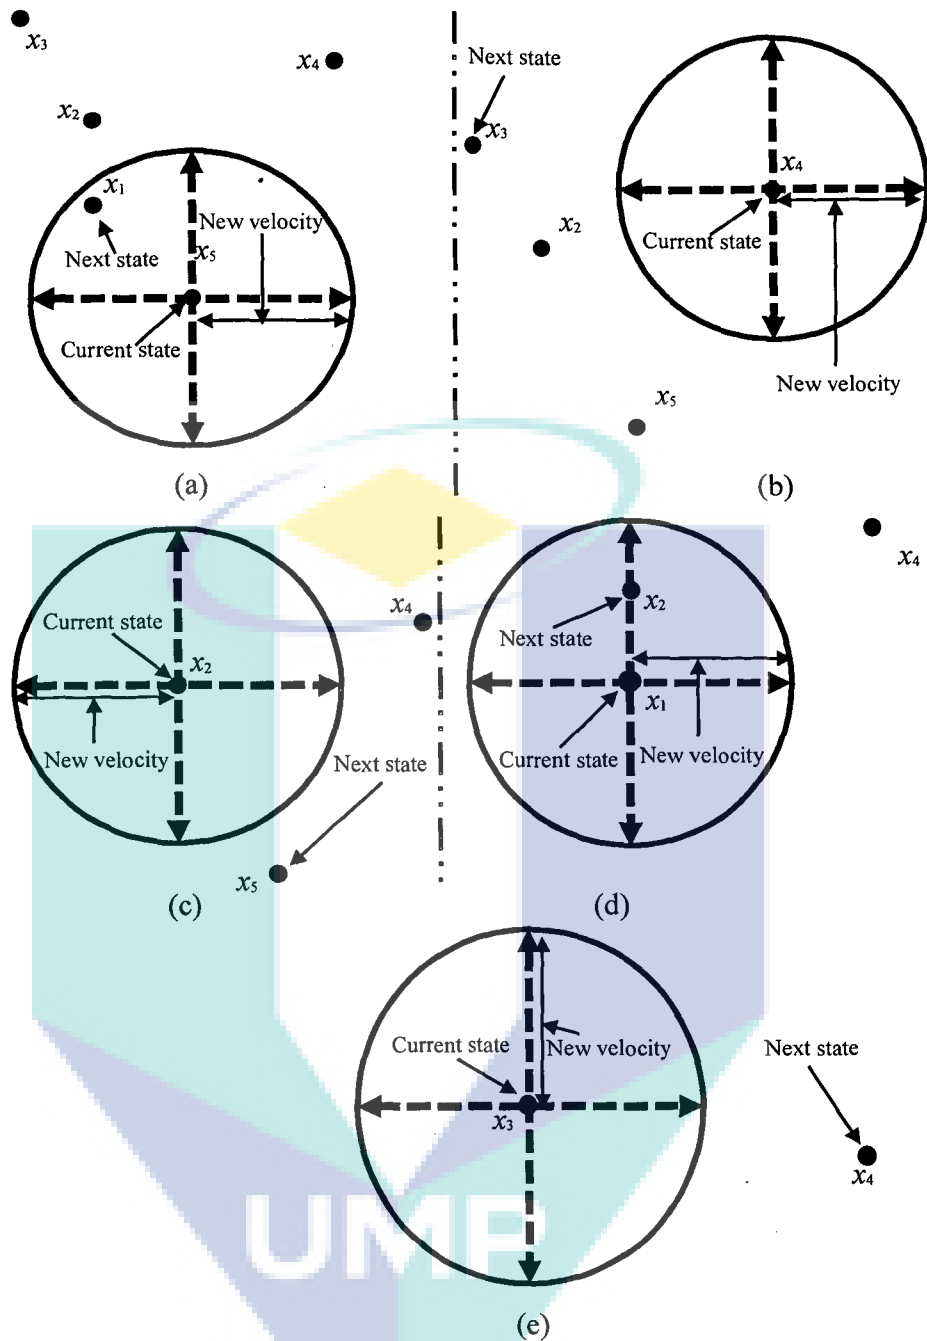 x3
x4
x2
x1
New velocity
Next state
x5
Current state
(a)
Next state
x3
x4
x2
Current state
New velocity
x5
(b)
x4
Current state
x2
New velocity
Next state
x5
(c)
x4
x2
Next state
x1
Current state
New velocity
(d)
Current state
New velocity
x3
Next state
x4
UMP
(e)